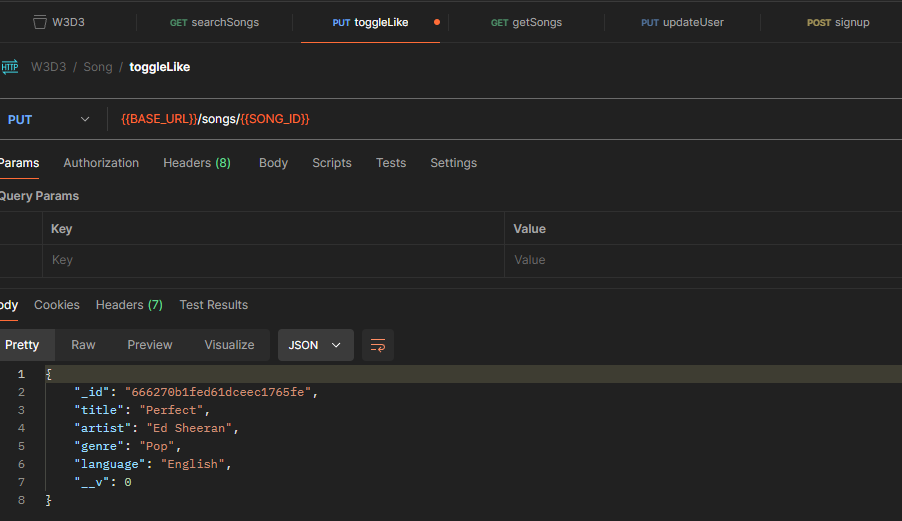 W3D3 GET searchSongs PUT toggleLike GET getSongs PUT updateUser POST signup
HTTP W3D3 / Song / toggleLike
PUT {{BASE_URL}}/songs/{{SONG_ID}}
Params Authorization Headers (8) Body Scripts Tests Settings
Query Params
Key Value
Key Value
ody Cookies Headers (7) Test Results
Pretty Raw Preview Visualize JSON
1 {
2 "_id": "666270b1fed61dceec1765fe",
3 "title": "Perfect",
4 "artist": "Ed Sheeran",
5 "genre": "Pop",
6 "language": "English",
7 "__v": 0
8 }